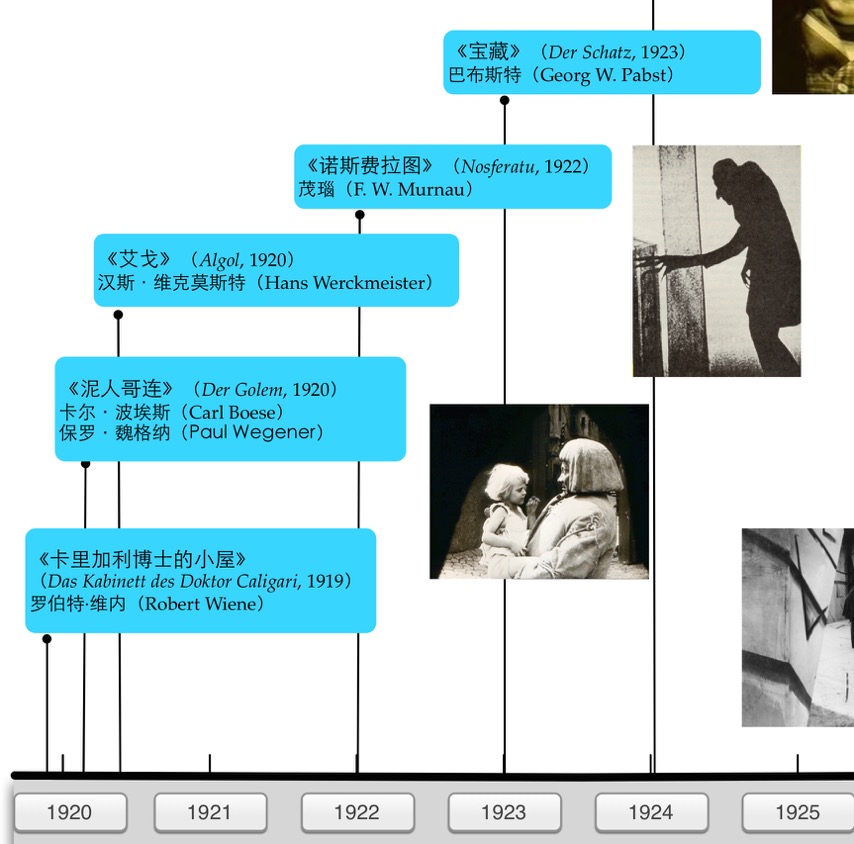 《宝藏》（Der Schatz, 1923）
巴布斯特（Georg W. Pabst）
《诺斯费拉图》（Nosferatu, 1922）
茂瑙（F. W. Murnau）
《艾戈》（Algol, 1920）
汉斯 · 维克莫斯特（Hans Werckmeister）
《泥人哥连》（Der Golem, 1920）
卡尔 · 波埃斯（Carl Boese）
保罗 · 魏格纳（Paul Wegener）
《卡里加利博士的小屋》
（Das Kabinett des Doktor Caligari, 1919）
罗伯特·维内（Robert Wiene）
1920 1921 1922 1923 1924 1925